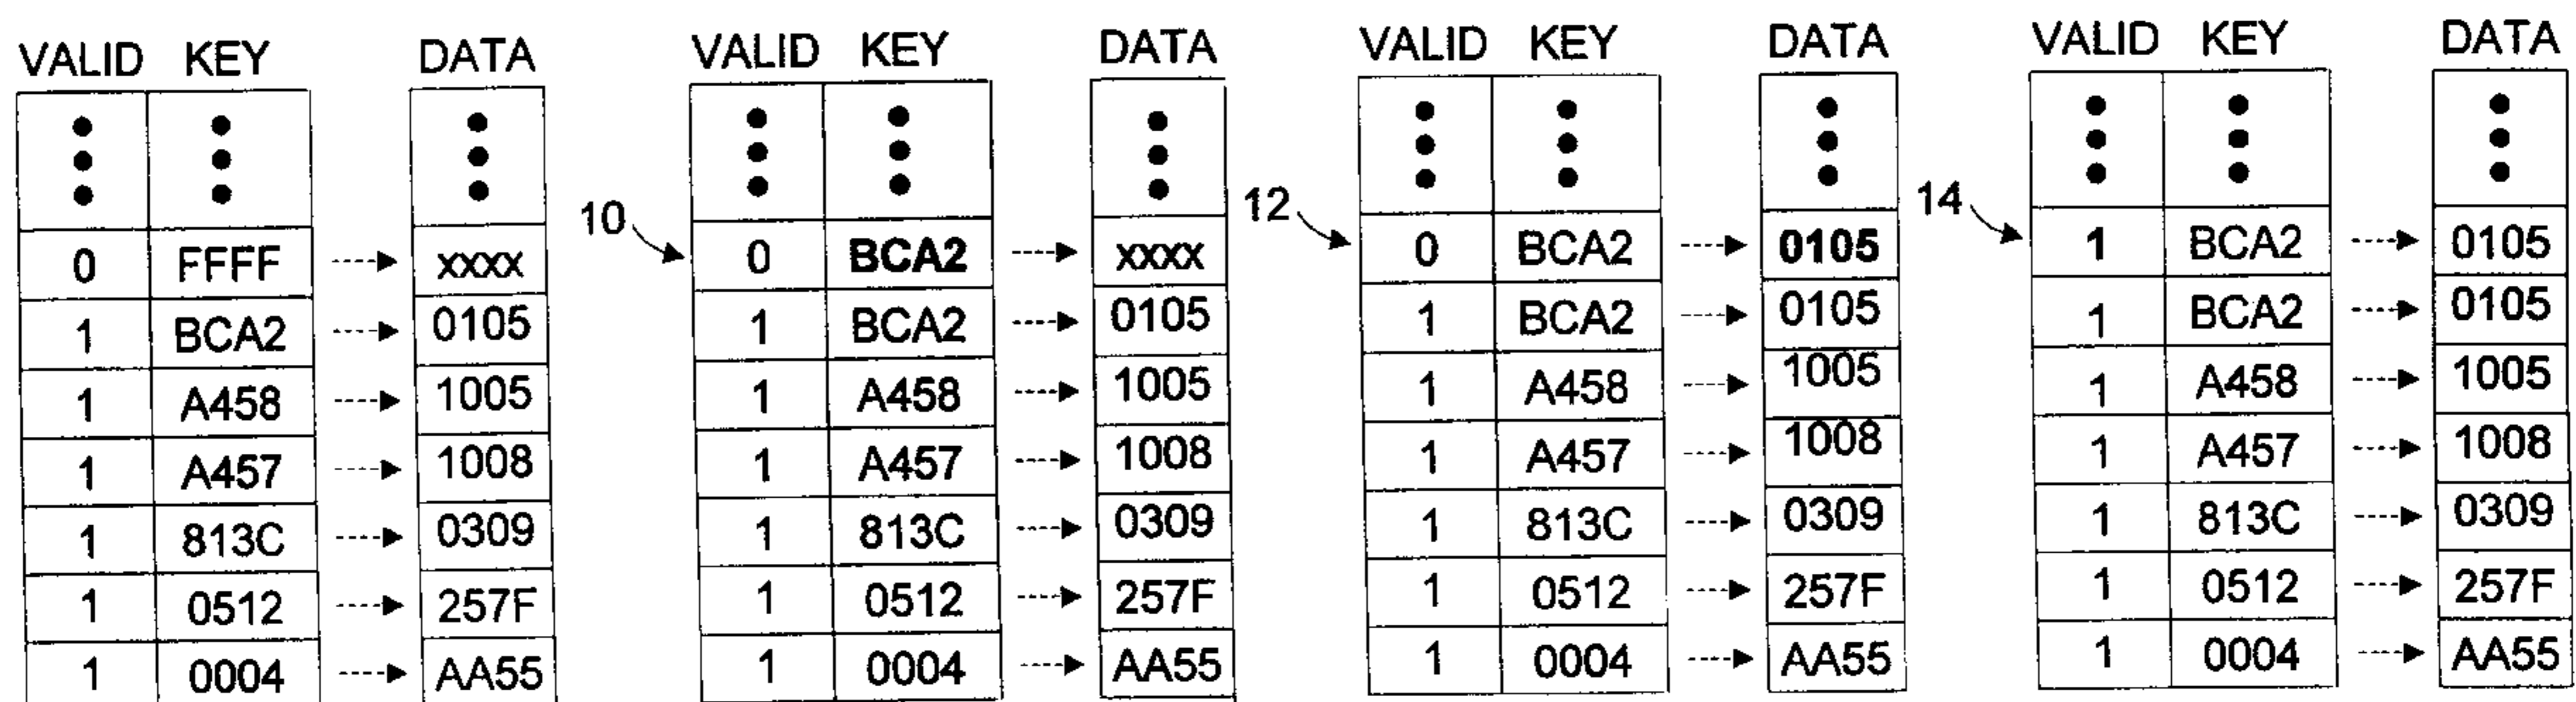 VALID KEY DATA
0 FFFF xxxx
1 BCA2 0105
1 A458 1005
1 A457 1008
1 813C 0309
1 0512 257F
1 0004 AA55
VALID KEY DATA
10
0 BCA2 xxxx
1 BCA2 0105
1 A458 1005
1 A457 1008
1 813C 0309
1 0512 257F
1 0004 AA55
VALID KEY DATA
12
0 BCA2 0105
1 BCA2 0105
1 A458 1005
1 A457 1008
1 813C 0309
1 0512 257F
1 0004 AA55
VALID KEY DATA
14
1 BCA2 0105
1 BCA2 0105
1 A458 1005
1 A457 1008
1 813C 0309
1 0512 257F
1 0004 AA55